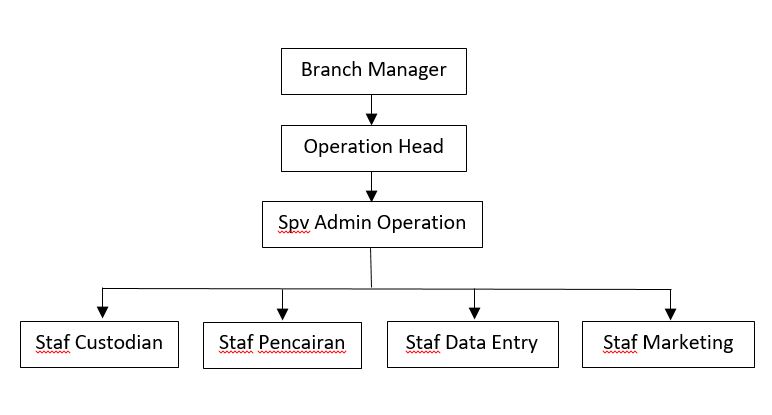 Branch Manager
Operation Head
Spv Admin Operation
Staf Custodian
Staf Pencairan
Staf Data Entry
Staf Marketing